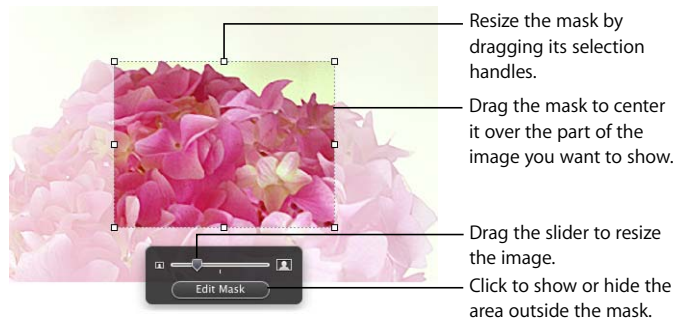 Resize the mask by
dragging its selection
handles.
Drag the mask to center
it over the part of the
image you want to show.
Drag the slider to resize
the image.
Edit Mask
Click to show or hide the
area outside the mask.